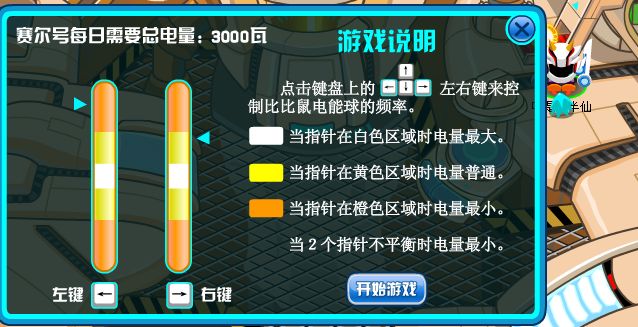 赛尔号每日需要总电量：3000瓦
游戏说明
点击键盘上的 ↑ ← ↓ → 左右键来控
制比比鼠电能球的频率。
当指针在白色区域时电量最大。
当指针在黄色区域时电量普通。
当指针在橙色区域时电量最小。
当２个指针不平衡时电量最小。
左键 ←
→ 右键
开始游戏
半仙